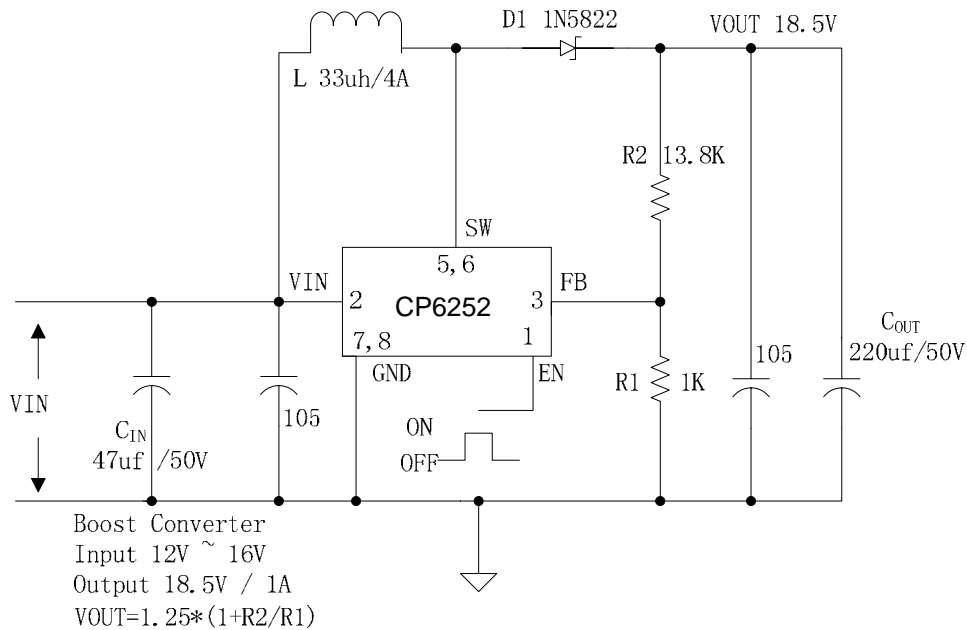 D1 1N5822
VOUT 18.5V
L 33uh/4A
R2 13.8K
SW
5,6
VIN
2
CP6252
3
FB
7,8
1
GND
EN
COUT
220uf/50V
105
R1 1K
VIN
CIN
47uf /50V
105
ON
OFF
Boost Converter
Input 12V ~ 16V
Output 18.5V / 1A
VOUT=1.25*(1+R2/R1)